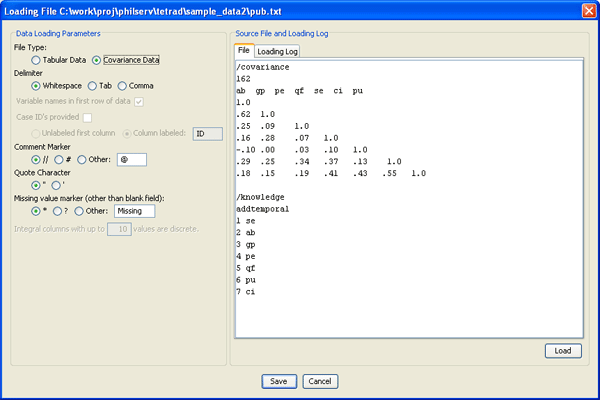 Loading File C:\work\proj\philserv\tetrad\sample_data2\pub.txt
Data Loading Parameters
File Type:
Tabular Data Covariance Data
Delimiter
Whitespace Tab Comma
Variable names in first row of data
Case ID's provided
Unlabeled first column Column labeled: ID
Comment Marker
// # Other: @
Quote Character
" '
Missing value marker (other than blank field):
* ? Other: Missing
Integral columns with up to 10 values are discrete.
Source File and Loading Log
File Loading Log
/covariance
162
ab gp pe qf se ci pu
1.0
.62 1.0
.25 .09 1.0
.16 .28 .07 1.0
-.10 .00 .03 .10 1.0
.29 .25 .34 .37 .13 1.0
.18 .15 .19 .41 .43 .55 1.0
/knowledge
addtemporal
1 se
2 ab
3 gp
4 pe
5 qf
6 pu
7 ci
Load
Save Cancel